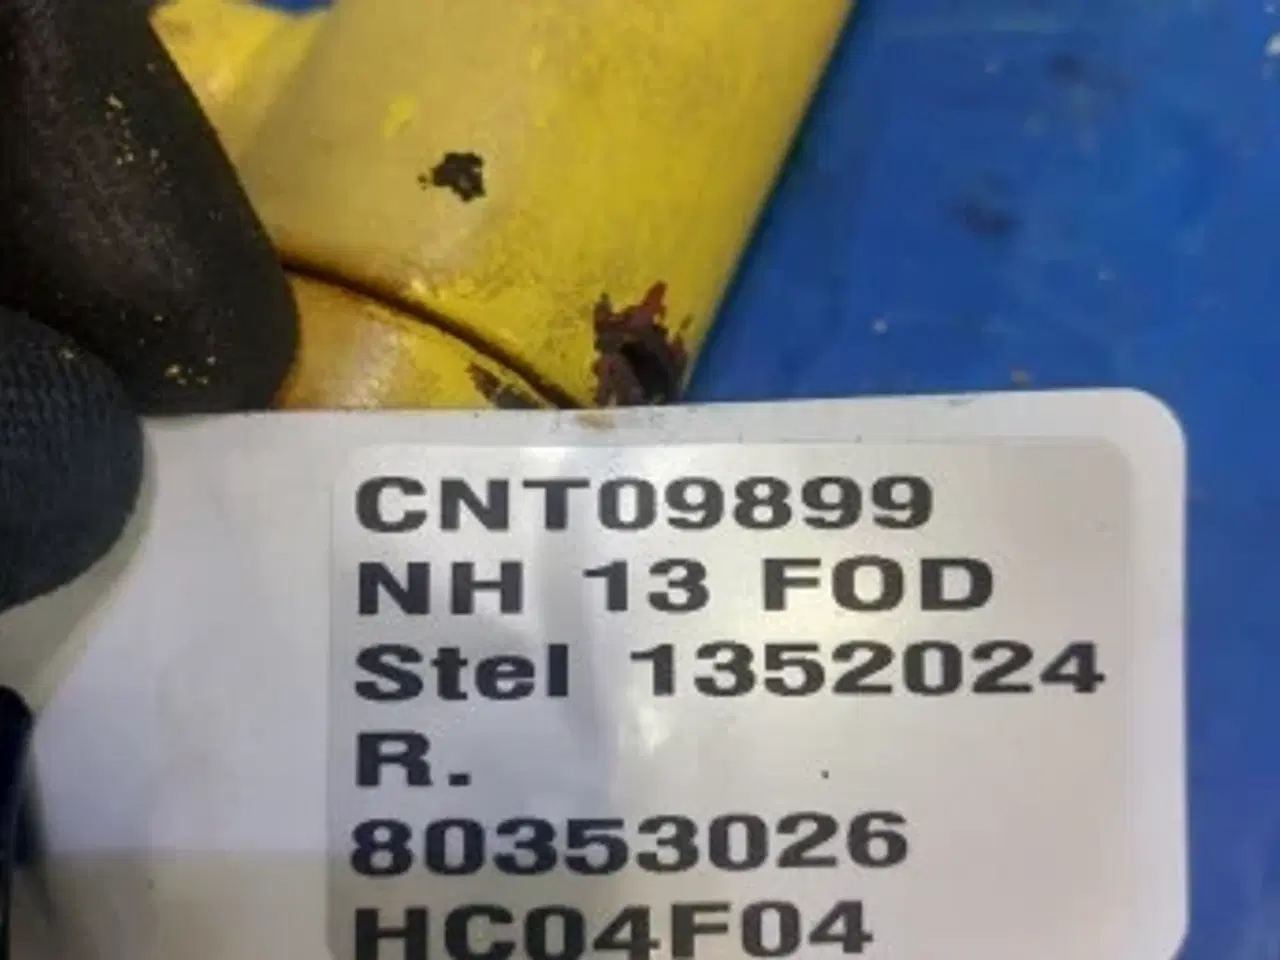 CNT09899
NH 13 FOD
Stel 1352024
R.
80353026
HC04F04